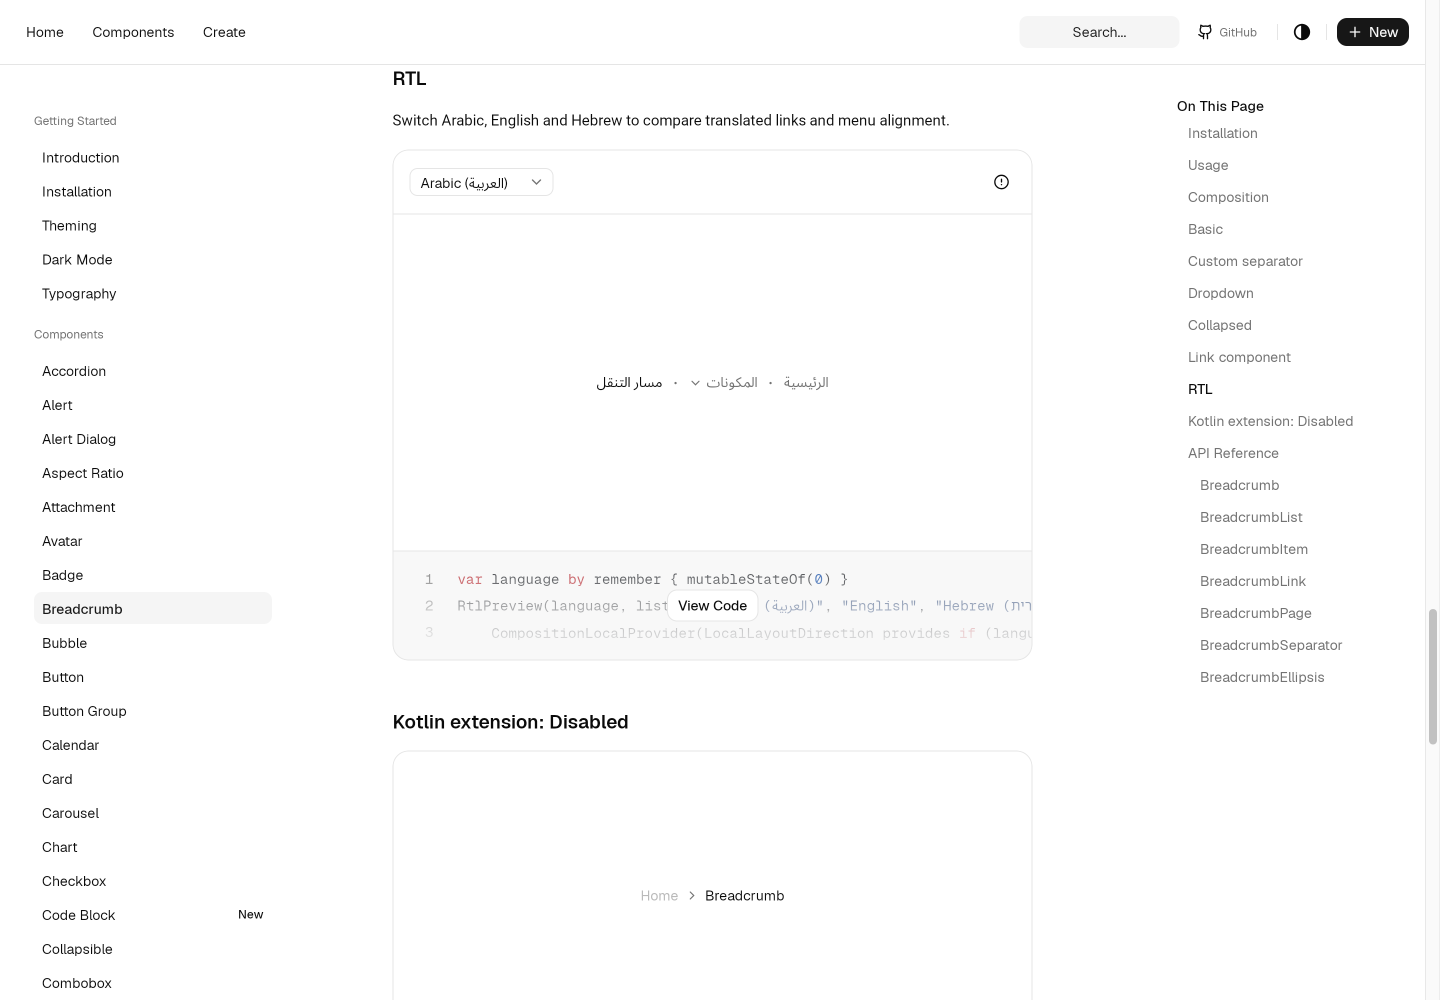 Home
Components
Create
Search...
GitHub
New
Getting Started
Introduction
Installation
Theming
Dark Mode
Typography
Components
Accordion
Alert
Alert Dialog
Aspect Ratio
Attachment
Avatar
Badge
Breadcrumb
Bubble
Button
Button Group
Calendar
Card
Carousel
Chart
Checkbox
Code Block
New
Collapsible
Combobox
RTL
Switch Arabic, English and Hebrew to compare translated links and menu alignment.
Arabic (العربية)
الرئيسية • المكونات • مسار التنقل
1 var language by remember { mutableStateOf(0) }
2 RtlPreview(language, list
View Code
(العربية)", "English", "Hebrew (
3 CompositionLocalProvider(LocalLayoutDirection provides if (langu
Kotlin extension: Disabled
Home > Breadcrumb
On This Page
Installation
Usage
Composition
Basic
Custom separator
Dropdown
Collapsed
Link component
RTL
Kotlin extension: Disabled
API Reference
Breadcrumb
BreadcrumbList
BreadcrumbItem
BreadcrumbLink
BreadcrumbPage
BreadcrumbSeparator
BreadcrumbEllipsis